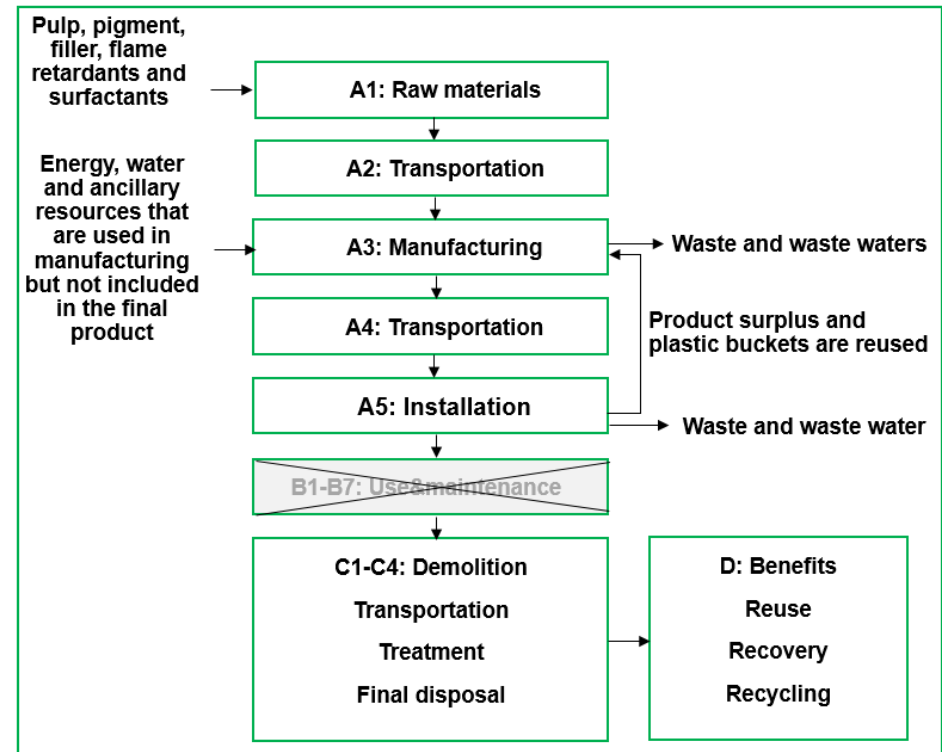 Pulp, pigment,
filler, flame
retardants and
surfactants
A1: Raw materials
Energy, water
and ancillary
resources that
are used in
manufacturing
but not included
in the final
product
A2: Transportation
A3: Manufacturing
Waste and waste waters
A4: Transportation
Product surplus and
plastic buckets are reused
A5: Installation
Waste and waste water
B1-B7: Use&maintenance
C1-C4: Demolition
Transportation
Treatment
Final disposal
D: Benefits
Reuse
Recovery
Recycling